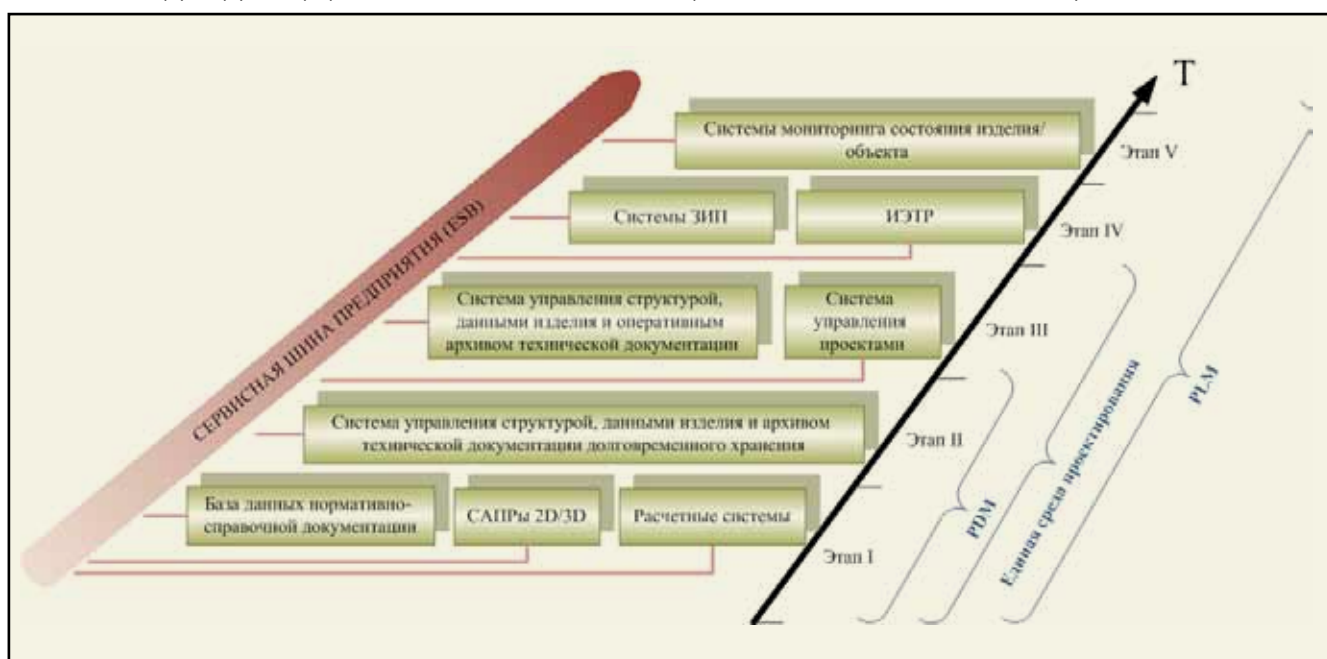 T
Системы мониторинга состояния изделия/
объекта
Этап V
Системы ЗИП
ИЭТР
Этап IV
СЕРВИСНАЯ ШИНА ПРЕДПРИЯТИЯ (ESB)
Система управления структурой,
данными изделия и оперативным
архивом технической документации
Система
управления
проектами
Этап III
Система управления структурой, данными изделия и архивом
технической документации долговременного хранения
Этап II
База данных нормативно-
справочной документации
САПРы 2D/3D
Расчетные системы
Этап I
PDM
Единая среда проектирования
PLM